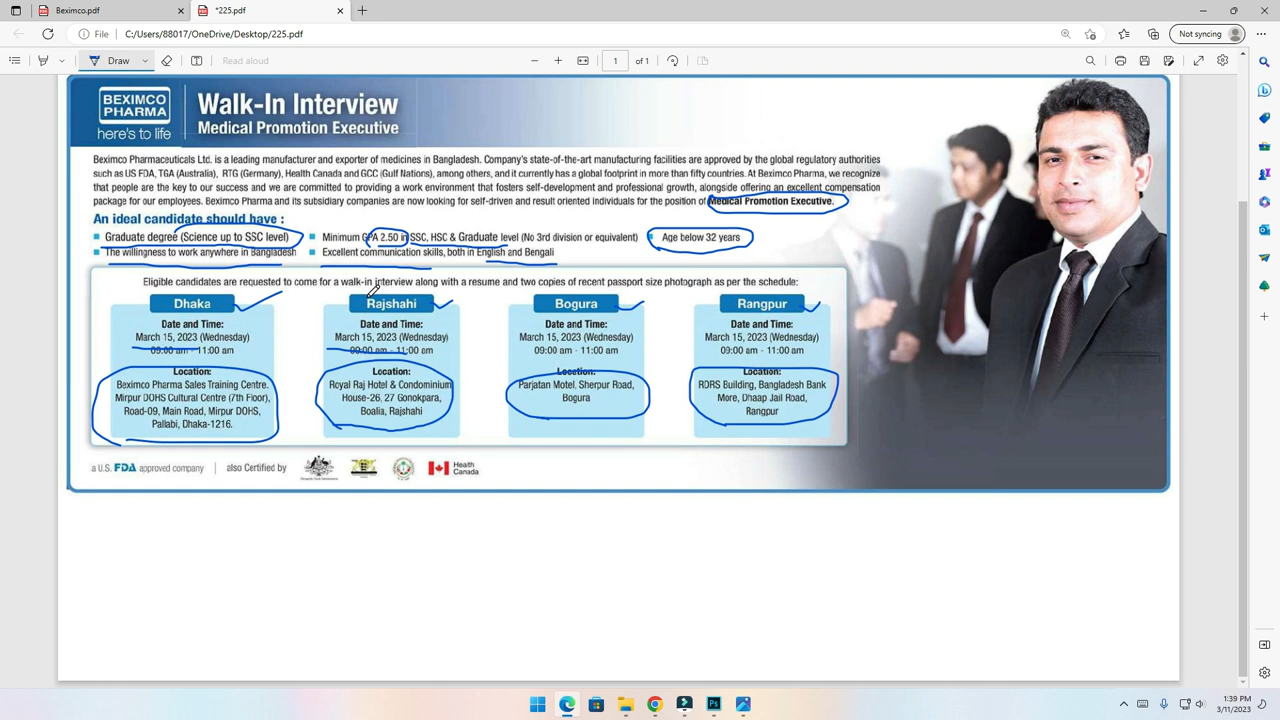 Beximco.pdf
*225.pdf
File
C:/Users/88017/OneDrive/Desktop/225.pdf
Not syncing
Draw
Read aloud
1
of 1
BEXIMCO
PHARMA
here's to life
Walk-In Interview
Medical Promotion Executive
Beximco Pharmaceuticals Ltd. is a leading manufacturer and exporter of medicines in Bangladesh. Company's state-of-the-art manufacturing facilities are approved by the global regulatory authorities
such as US FDA, TGA (Australia), RTG (Germany), Health Canada and GCC (Gulf Nations), among others, and it currently has a global footprint in more than fifty countries. At Beximco Pharma, we recognize
that people are the key to our success and we are committed to providing a work environment that fosters self-development and professional growth, alongside offering an excellent compensation
package for our employees. Beximco Pharma and its subsidiary companies are now looking for self-driven and result oriented individuals for the position of Medical Promotion Executive.
An ideal candidate should have :
Graduate degree (Science up to SSC level)
Minimum GPA 2.50 in SSC, HSC & Graduate level (No 3rd division or equivalent)
Age below 32 years
The willingness to work anywhere in Bangladesh
Excellent communication skills, both in English and Bengali
Eligible candidates are requested to come for a walk-in interview along with a resume and two copies of recent passport size photograph as per the schedule:
Dhaka
Date and Time:
March 15, 2023 (Wednesday)
09:00 am - 11:00 am
Location:
Beximco Pharma Sales Training Centre.
Mirpur DOHS Cultural Centre (7th Floor),
Road-09, Main Road, Mirpur DOHS,
Pallabi, Dhaka-1216.
Rajshahi
Date and Time:
March 15, 2023 (Wednesday)
09:00 am - 11:00 am
Location:
Royal Raj Hotel & Condominium
House-26, 27 Gonokpara,
Boalia, Rajshahi
Bogura
Date and Time:
March 15, 2023 (Wednesday)
09:00 am - 11:00 am
Location:
Parjatan Motel, Sherpur Road,
Bogura
Rangpur
Date and Time:
March 15, 2023 (Wednesday)
09:00 am - 11:00 am
Location:
RDRS Building, Bangladesh Bank
More, Dhaap Jail Road,
Rangpur
a U.S. FDA approved company
also Certified by
Health
Canada
1:39 PM
3/11/2023